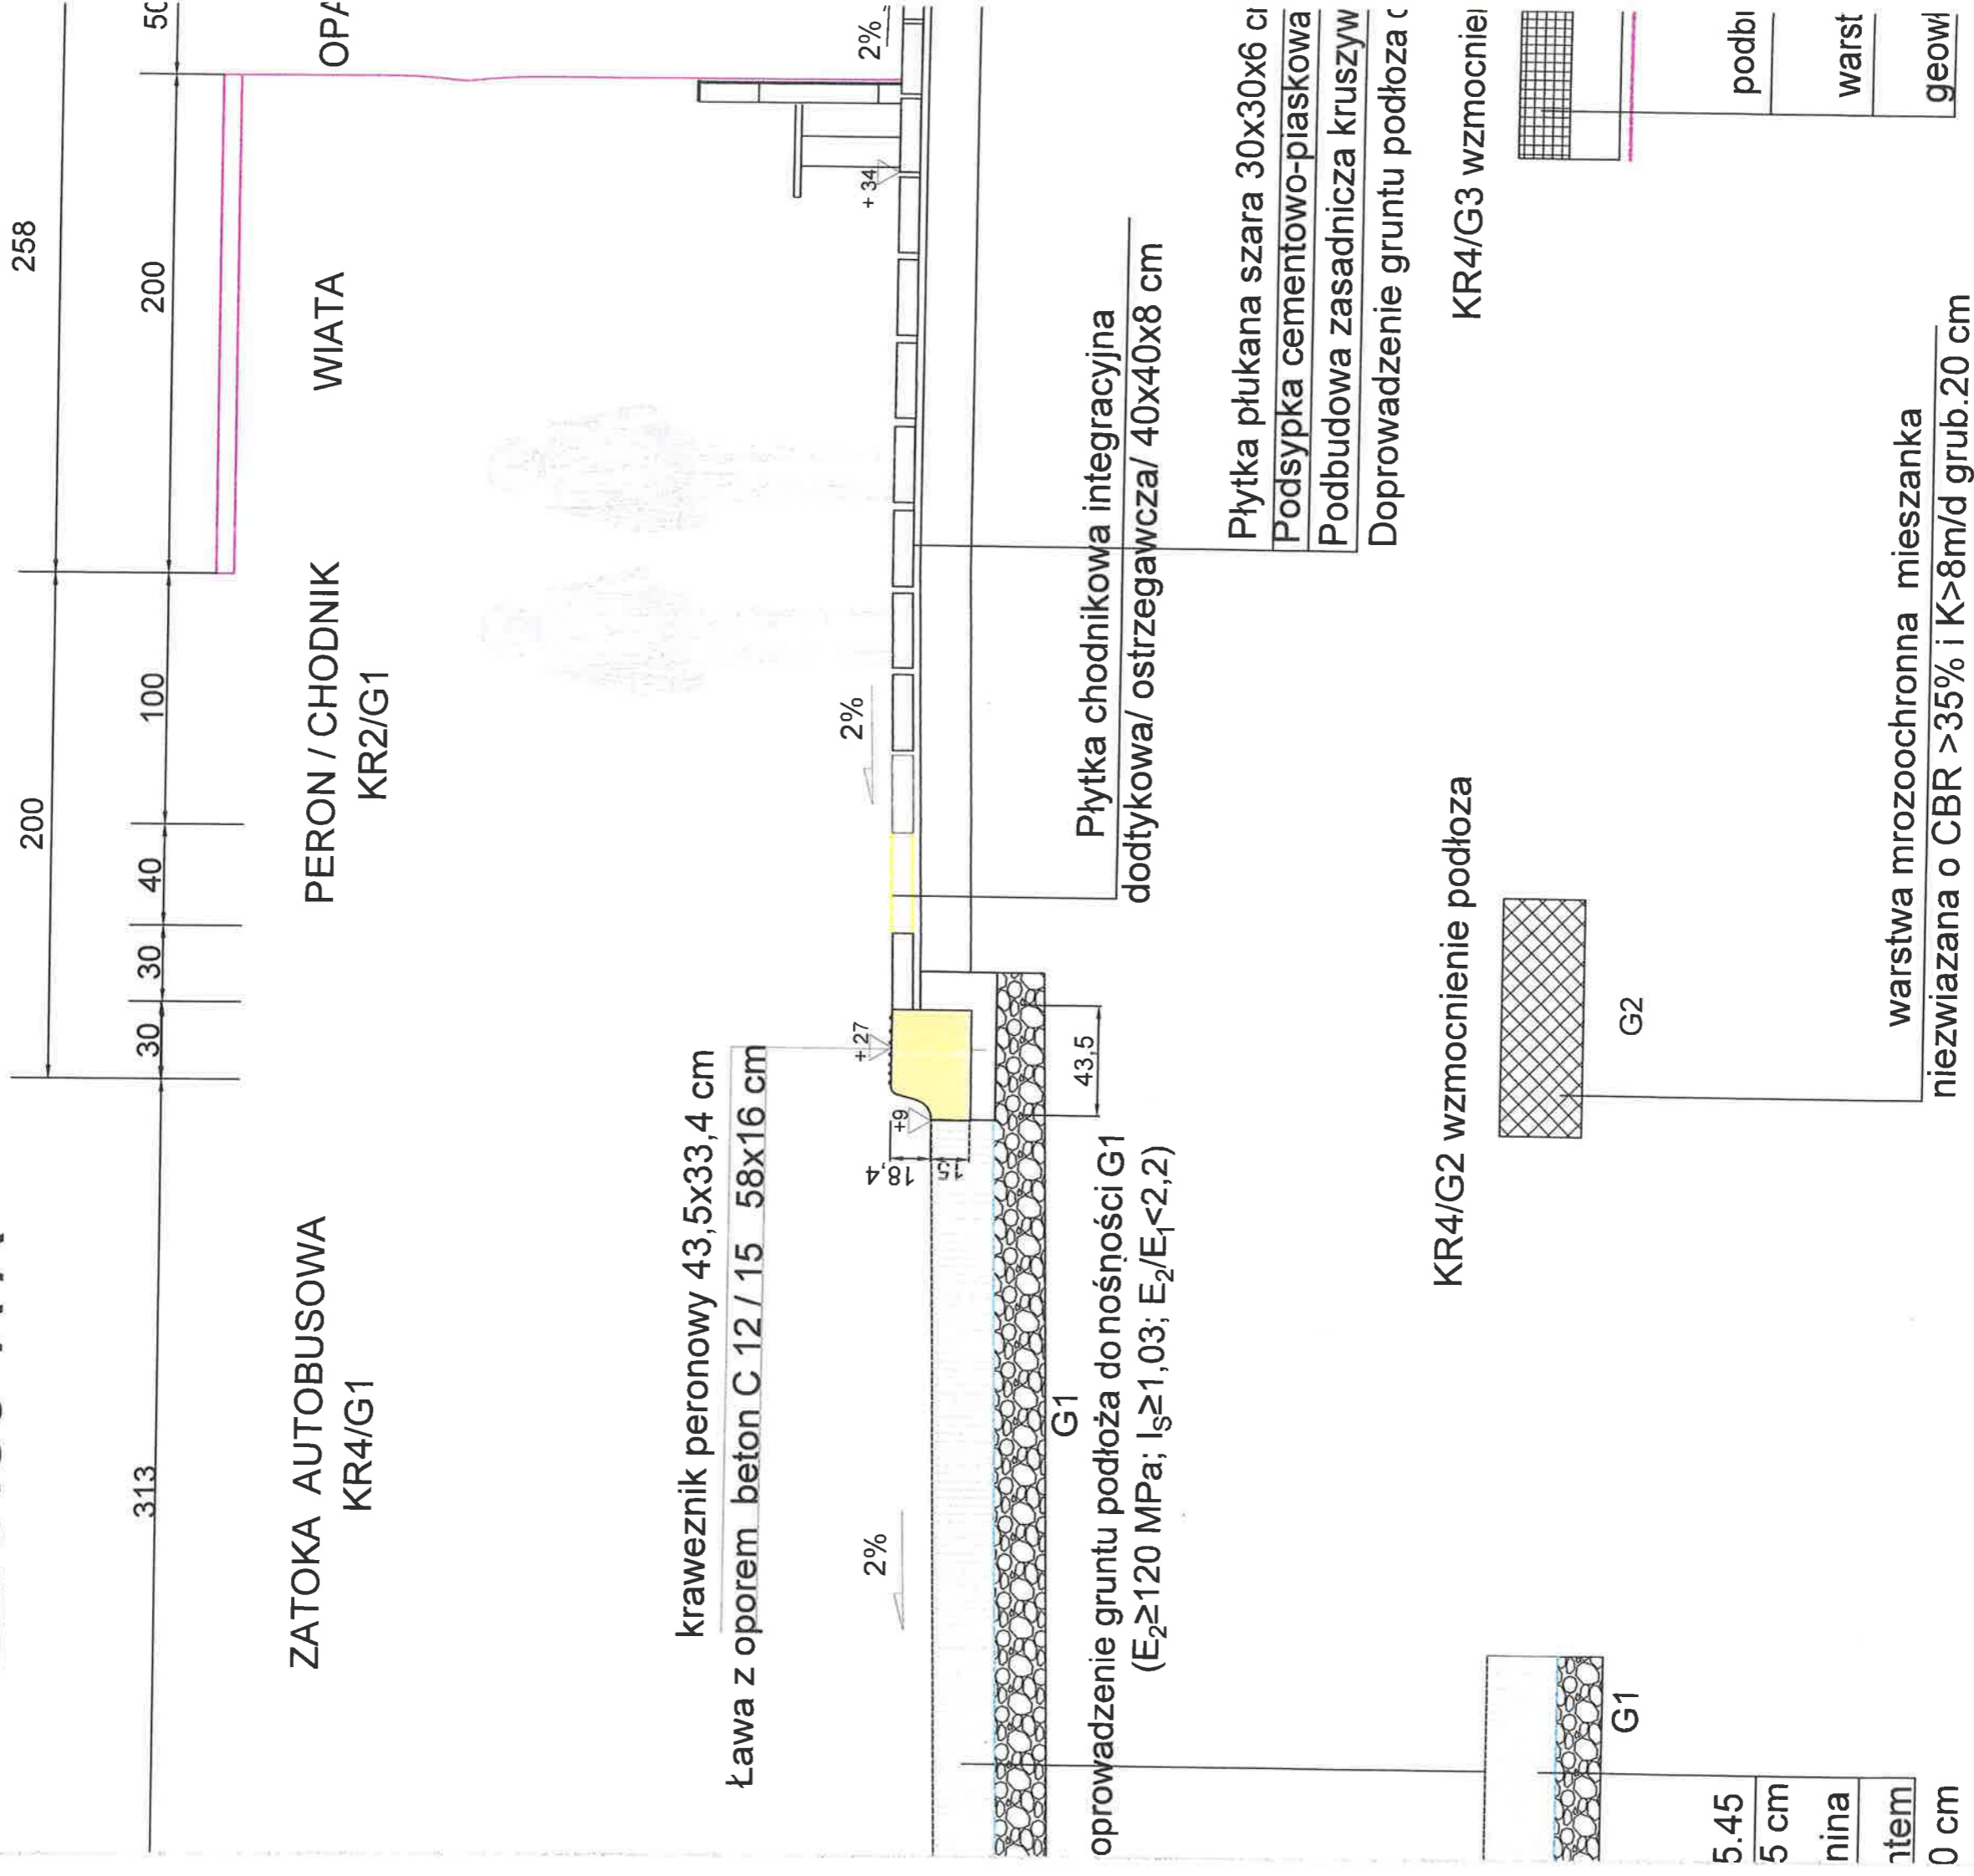 258
200
50
200
100
40
30
30
313
OPA
WIATA
PERON / CHODNIK
KR2/G1
ZATOKA AUTOBUSOWA
KR4/G1
kraweznik peronowy 43,5x33,4 cm
Ława z oporem beton C 12 / 15 58x16 cm
2%
2%
2%
+ 34
+ 27
+9
18,4
15
43,5
G1
oprowadzenie gruntu podłoża do nośności G1
(E2≥120 MPa; IS≥1,03; E2/E1<2,2)
Płytka chodnikowa integracyjna
dodtykowa/ ostrzegawcza/ 40x40x8 cm
Płytka płukana szara 30x30x6 c
Podsypka cementowo-piaskowa
Podbudowa zasadnicza kruszyw
Doprowadzenie gruntu podłoża
KR4/G3 wzmocnie
podb
warst
geow
KR4/G2 wzmocnienie podłoza
G2
warstwa mrozoochronna mieszanka
niezwiazana o CBR >35% i K>8m/d grub.20 cm
G1
5.45
5 cm
nina
ntem
0 cm